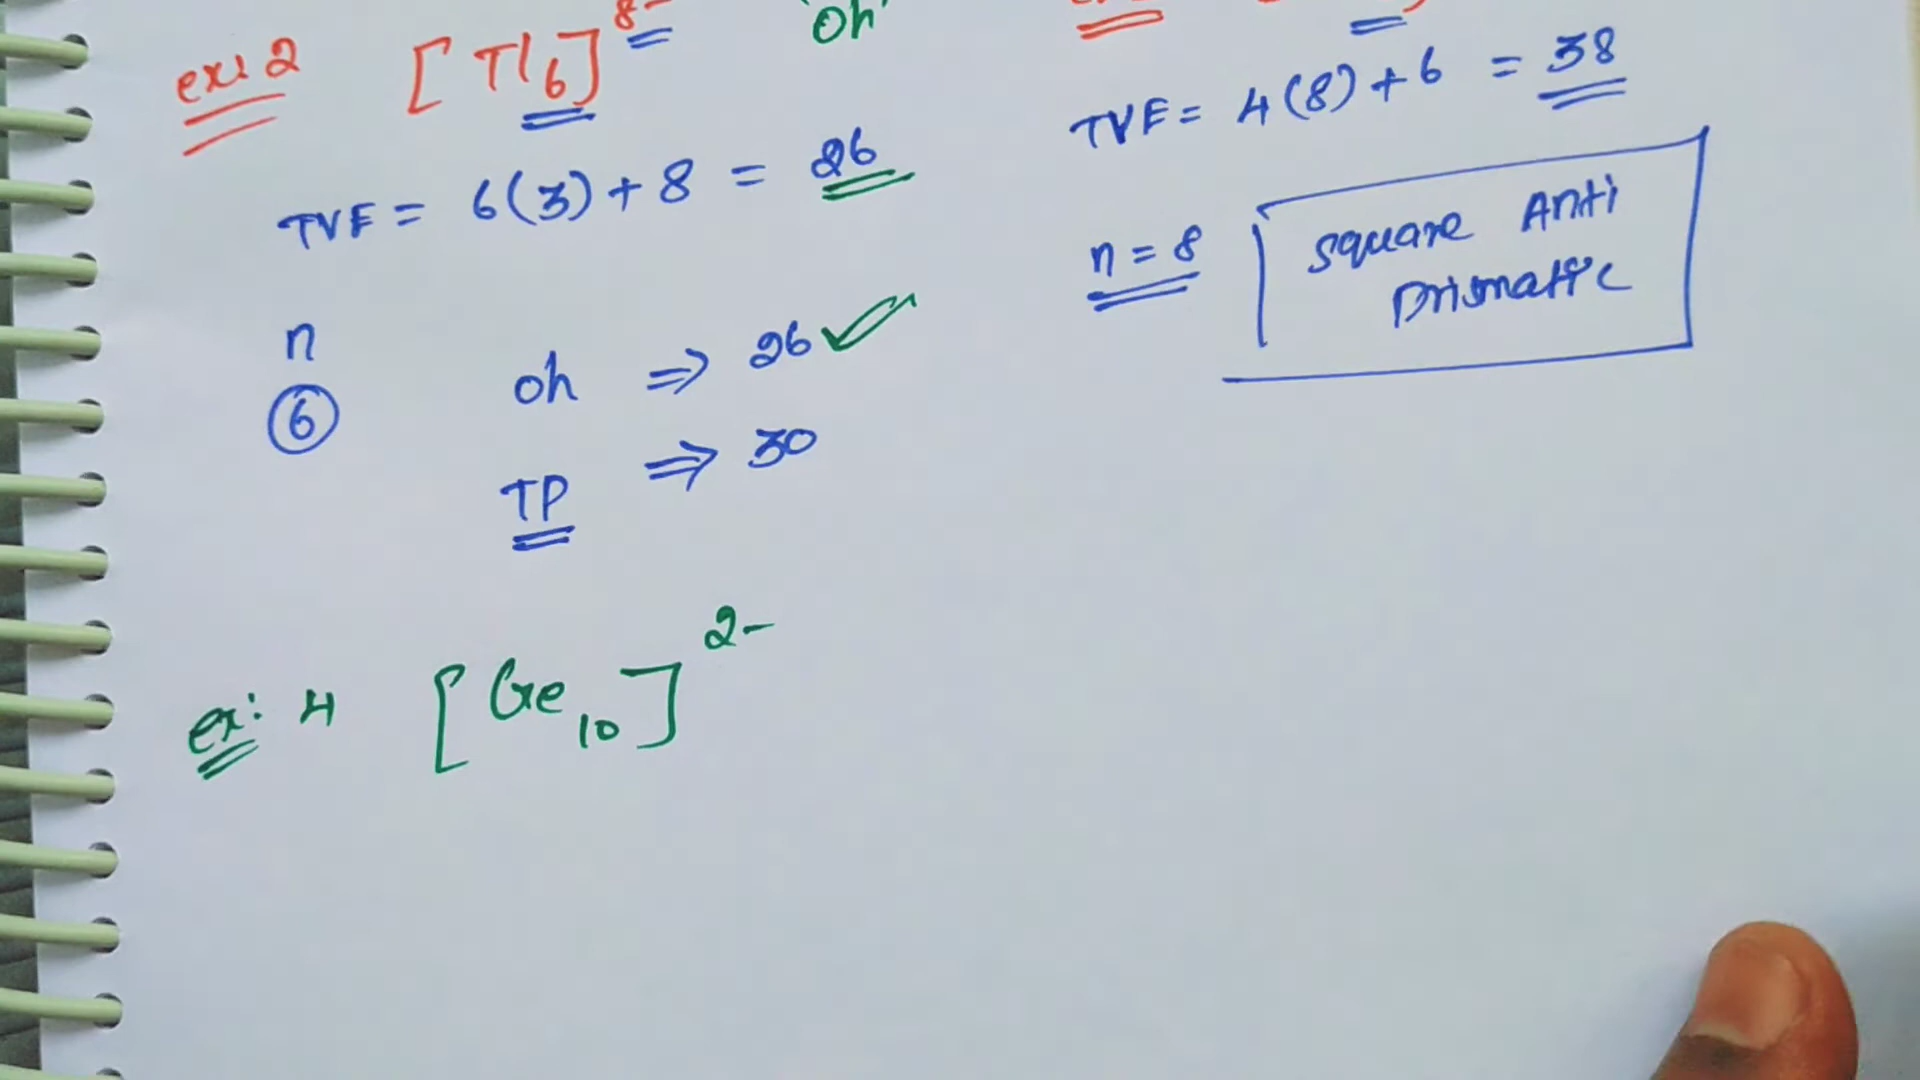 ex: 2 [Tl6]8- 'oh'
TVE = 6(3) + 8 = 26
n
6
oh ⇒ 26 ✓
TP ⇒ 30
TVE = 4(8) + 6 = 38
n = 8
square Anti
Prismatic
ex: 4 [Ge10]2-